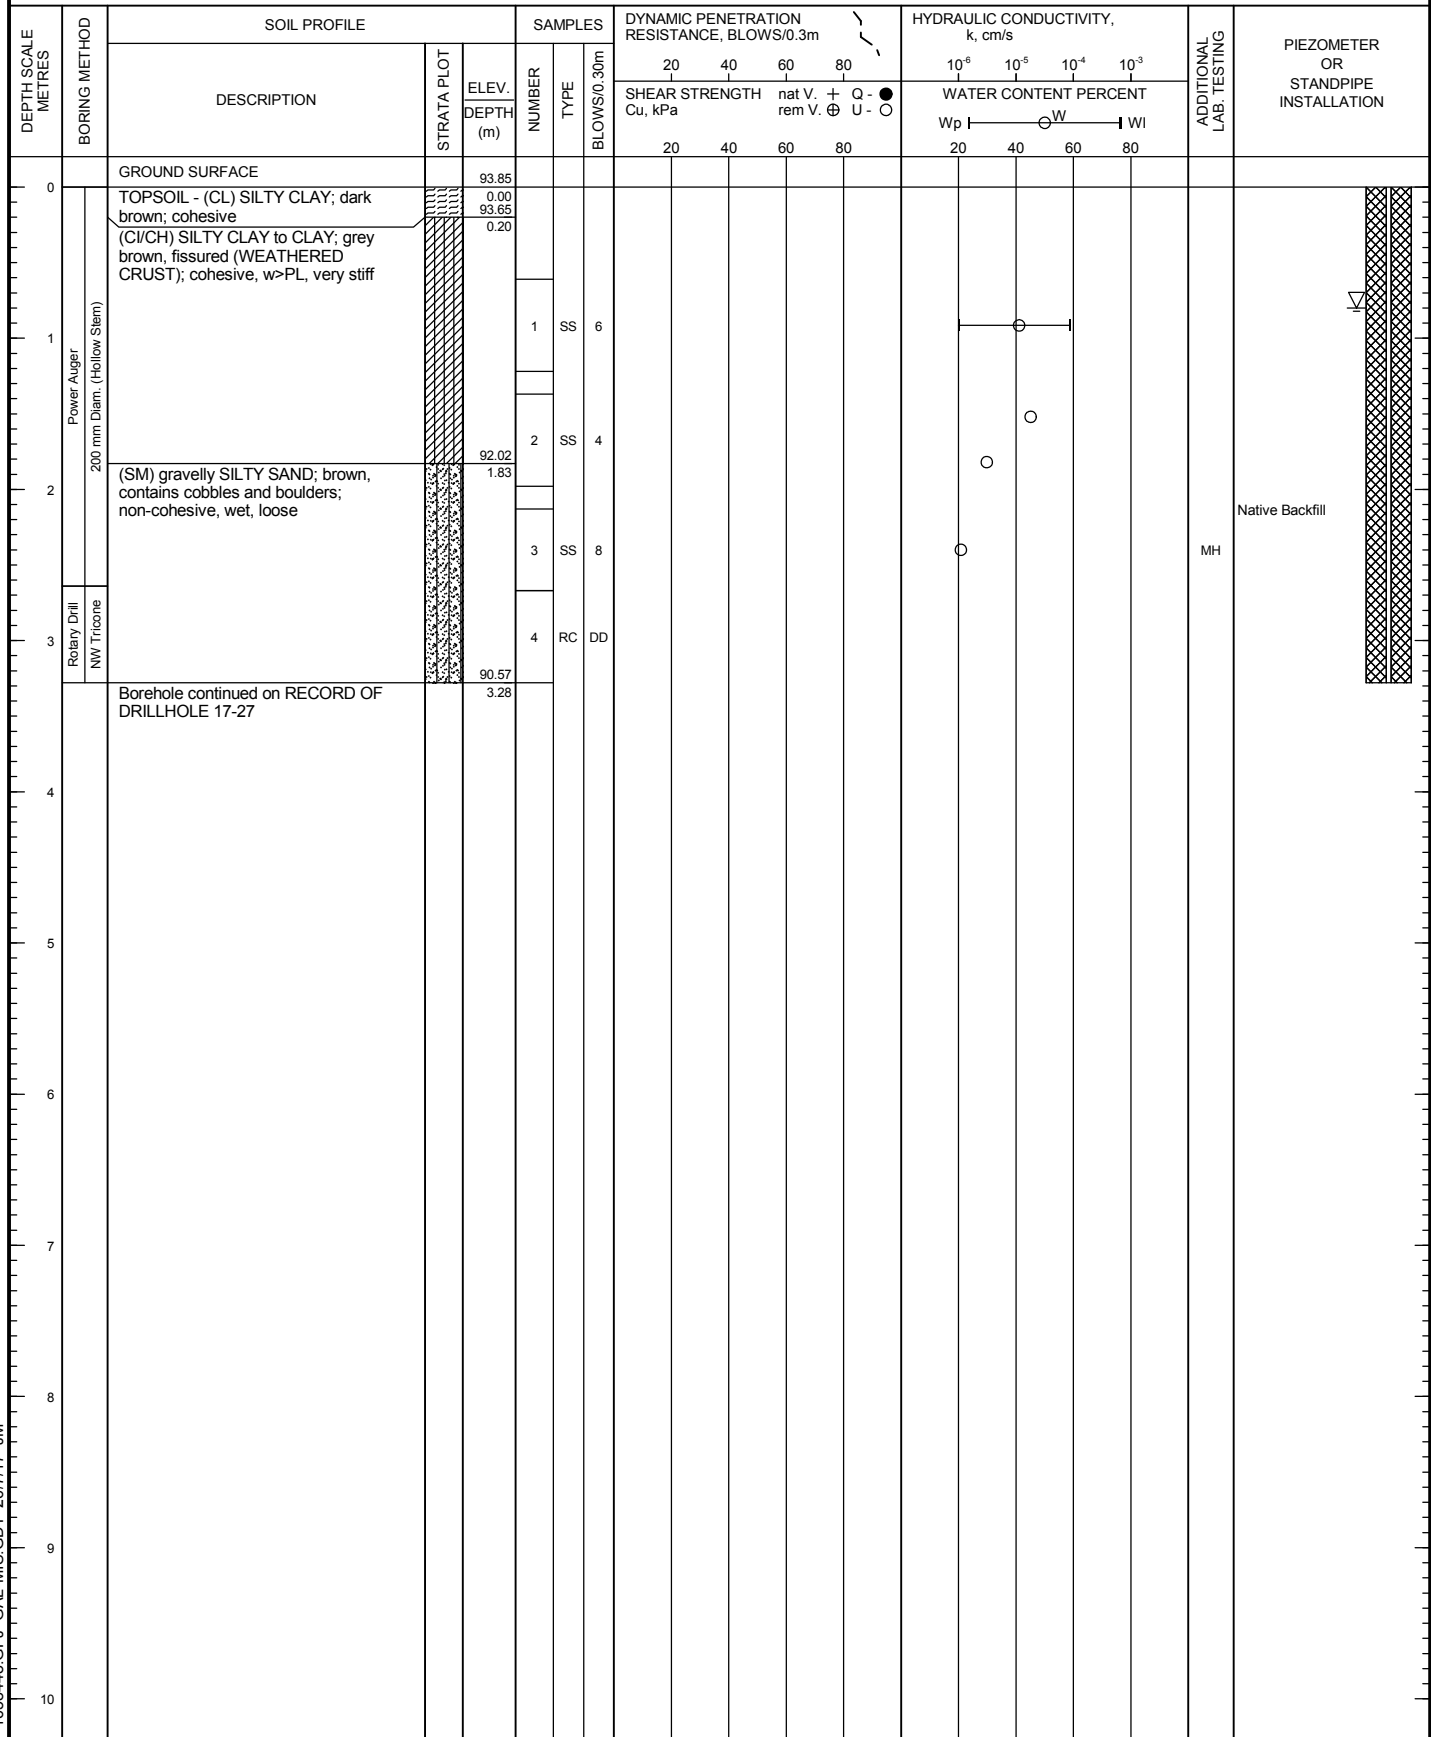 DEPTH SCALE
METRES
BORING METHOD
SOIL PROFILE
DESCRIPTION
STRATA PLOT
ELEV.
DEPTH
(m)
SAMPLES
NUMBER
TYPE
BLOWS/0.30m
DYNAMIC PENETRATION
RESISTANCE, BLOWS/0.3m
20 40 60 80
SHEAR STRENGTH nat V. + Q - ●
Cu, kPa rem V. ⊕ U - ○
20 40 60 80
HYDRAULIC CONDUCTIVITY,
k, cm/s
10⁻⁶ 10⁻⁵ 10⁻⁴ 10⁻³
WATER CONTENT PERCENT
Wp W Wl
20 40 60 80
ADDITIONAL
LAB. TESTING
PIEZOMETER
OR
STANDPIPE
INSTALLATION
GROUND SURFACE
93.85
0
TOPSOIL - (CL) SILTY CLAY; dark
brown; cohesive
0.00
93.65
0.20
(CI/CH) SILTY CLAY to CLAY; grey
brown, fissured (WEATHERED
CRUST); cohesive, w>PL, very stiff
Power Auger
200 mm Diam. (Hollow Stem)
1 SS 6
1
2 SS 4
92.02
1.83
(SM) gravelly SILTY SAND; brown,
contains cobbles and boulders;
non-cohesive, wet, loose
2
Native Backfill
3 SS 8
MH
Rotary Drill
NW Tricone
3
4 RC DD
90.57
3.28
Borehole continued on RECORD OF
DRILLHOLE 17-27
4
5
6
7
8
9
10